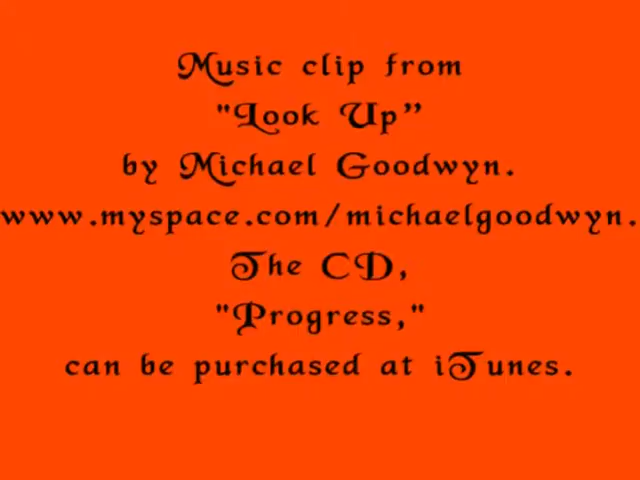 Music clip from
"Look Up"
by Michael Goodwyn.
www.myspace.com/michaelgoodwyn.
The CD,
"Progress,"
can be purchased at iTunes.